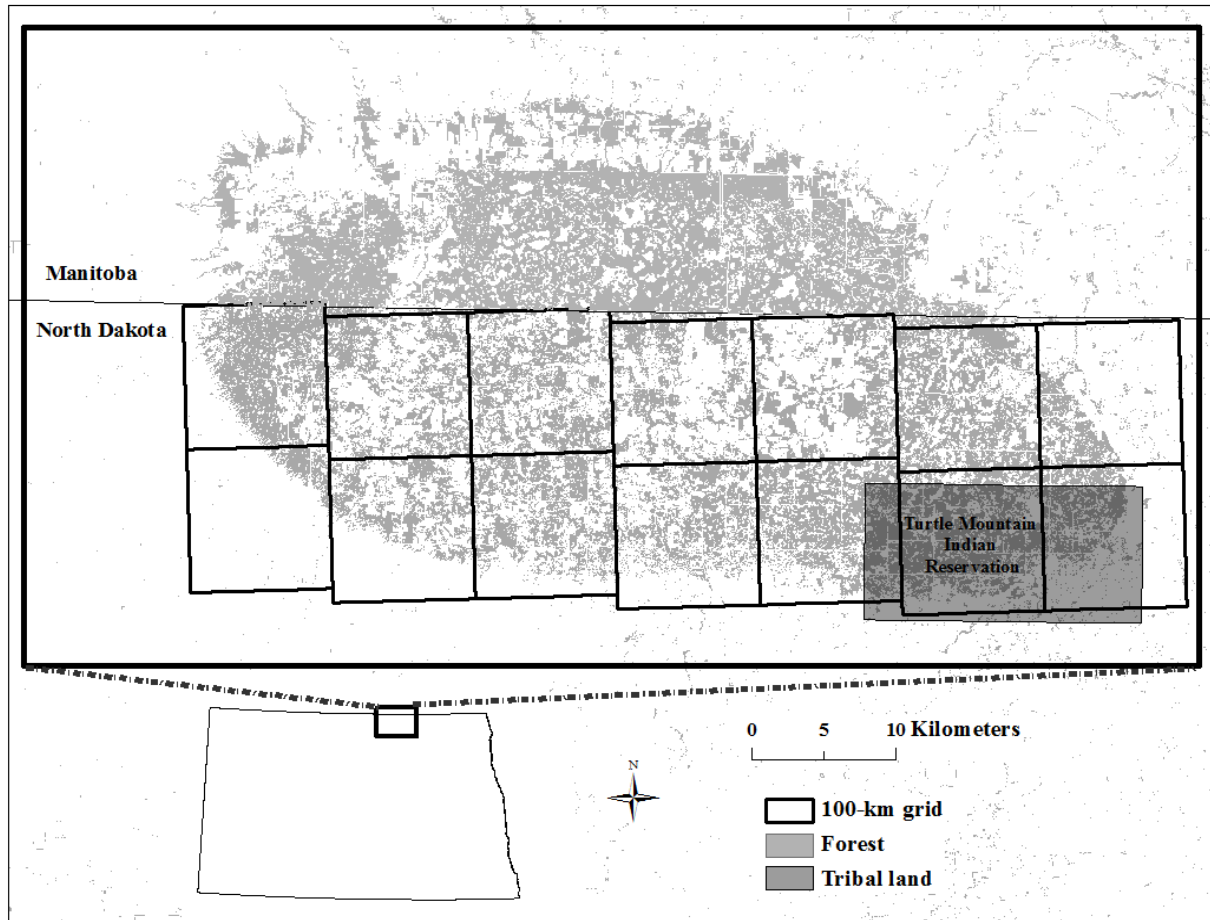 Manitoba
North Dakota
Turtle Mountain
Indian
Reservation
0 5 10 Kilometers
N
100-km grid
Forest
Tribal land